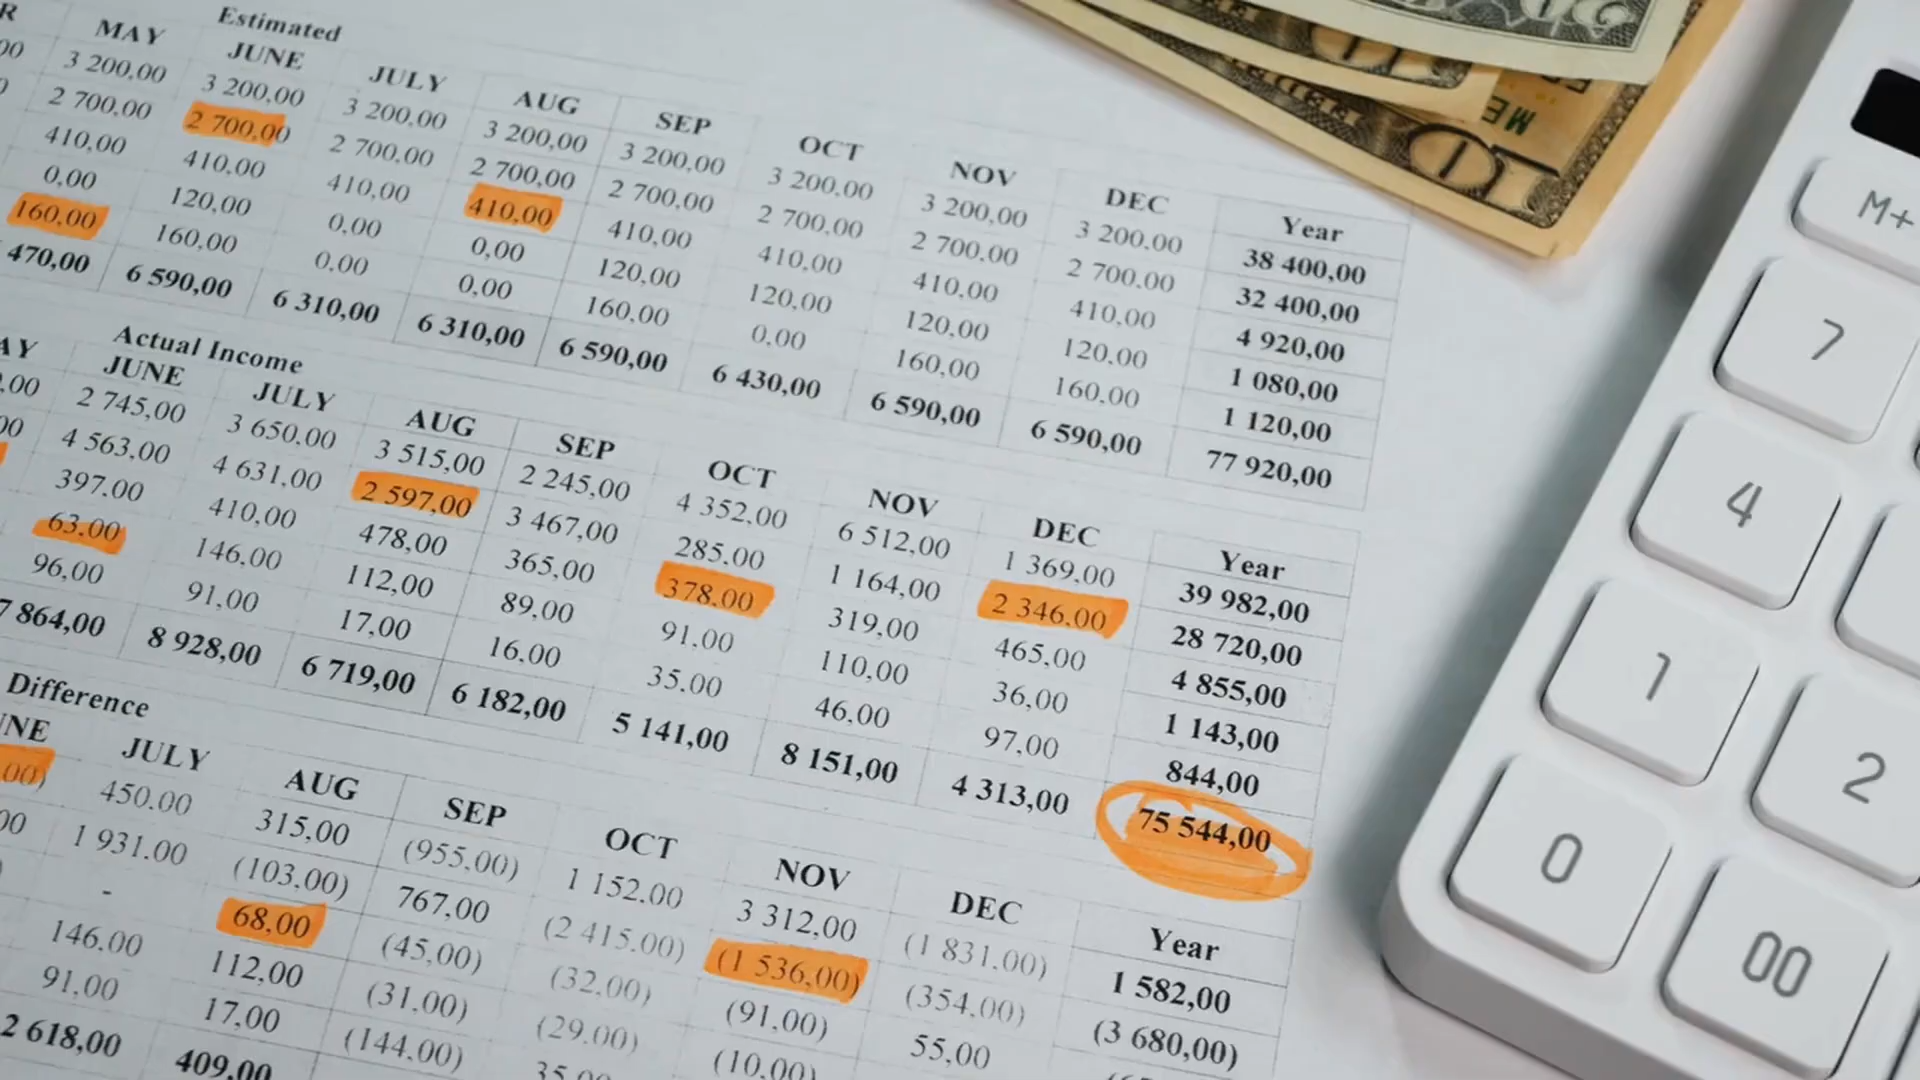 Estimated
MAY JUNE JULY AUG SEP OCT NOV DEC Year
3 200,00 3 200,00 3 200,00 3 200,00 3 200,00 3 200.00 3 200,00 3 200.00 38 400,00
2 700,00 2 700,00 2 700.00 2 700,00 2 700,00 2 700,00 2 700.00 2 700,00 32 400,00
410,00 410,00 410,00 410,00 410,00 410,00 410,00 410,00 4 920,00
0,00 120,00 0,00 0,00 120,00 120,00 120,00 120.00 1 080,00
160,00 160,00 0.00 0,00 160,00 0,00 160,00 160.00 1 120,00
470,00 6 590,00 6 310,00 6 310,00 6 590,00 6 430,00 6 590,00 6 590,00 77 920,00
Actual Income
AY JUNE JULY AUG SEP OCT NOV DEC Year
,00 2 745,00 3 650.00 3 515,00 2 245,00 4 352,00 6 512,00 1 369,00 39 982,00
00 4 563,00 4 631,00 2 597,00 3 467,00 285.00 1 164,00 2 346.00 28 720,00
397.00 410,00 478,00 365,00 378.00 319,00 465,00 4 855,00
63.00 146,00 112,00 89,00 91.00 110,00 36,00 1 143,00
96,00 91,00 17,00 16.00 35.00 46.00 97,00 844,00
7 864,00 8 928,00 6 719,00 6 182,00 5 141,00 8 151,00 4 313,00 75 544,00
Difference
NE JULY AUG SEP OCT NOV DEC Year
00) 450.00 315,00 (955.00) 1 152.00 3 312,00 (1 831.00) 1 582,00
00 1 931.00 (103.00) 767,00 (2 415.00) (1 536,00) (354.00) (3 680,00)
- 68,00 (45,00) (32.00) (91.00) 55,00
146.00 112,00 (31.00) (29.00) (10.00)
91,00 17,00 (144.00)
2 618,00 409,00
10
M+
7
4
1
2
0
00